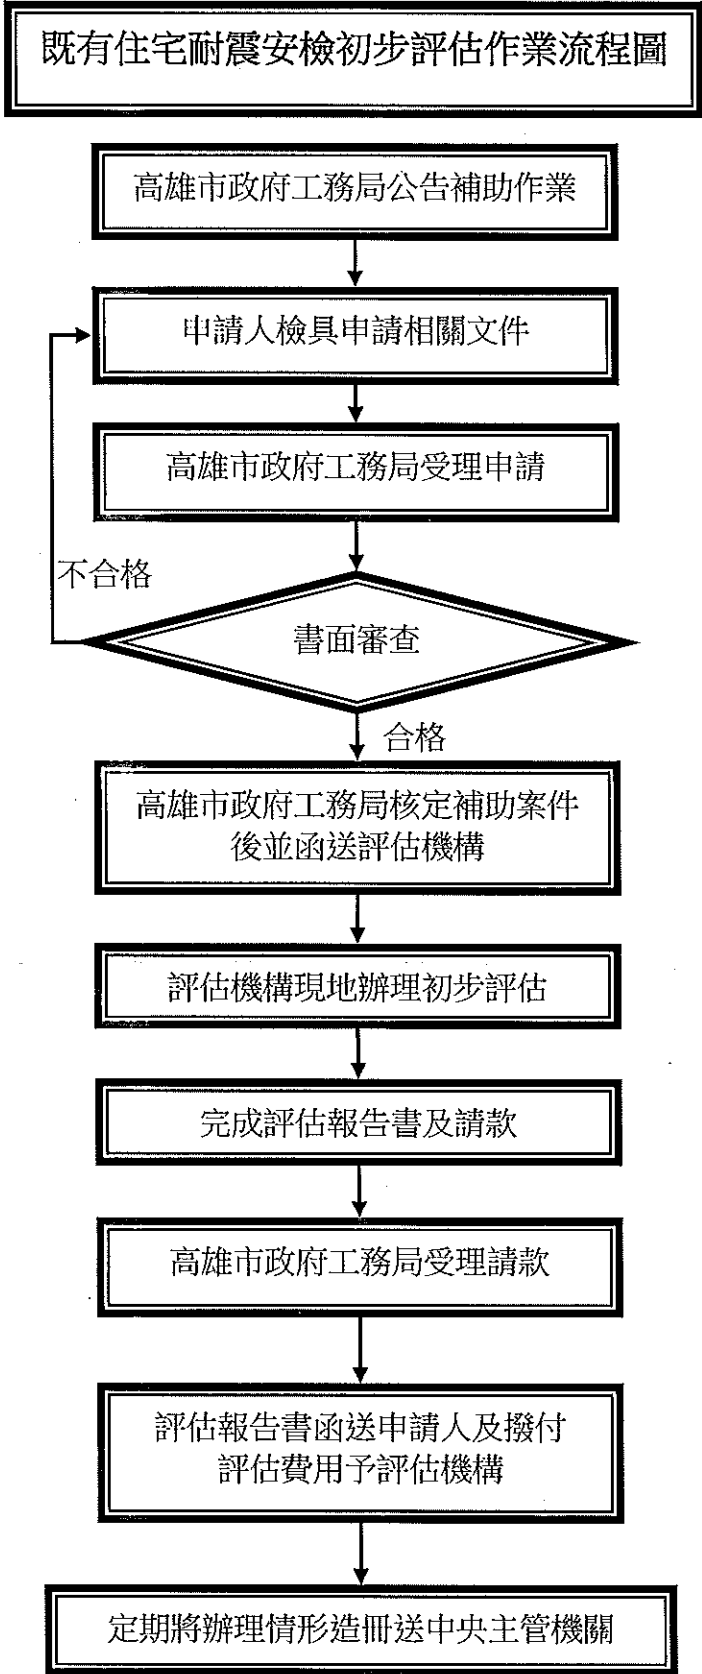 既有住宅耐震安檢初步評估作業流程圖
高雄市政府工務局公告補助作業
申請人檢具申請相關文件
高雄市政府工務局受理申請
不合格
書面審查
合格
高雄市政府工務局核定補助案件
後並函送評估機構
評估機構現地辦理初步評估
完成評估報告書及請款
高雄市政府工務局受理請款
評估報告書函送申請人及撥付
評估費用予評估機構
定期將辦理情形造冊送中央主管機關